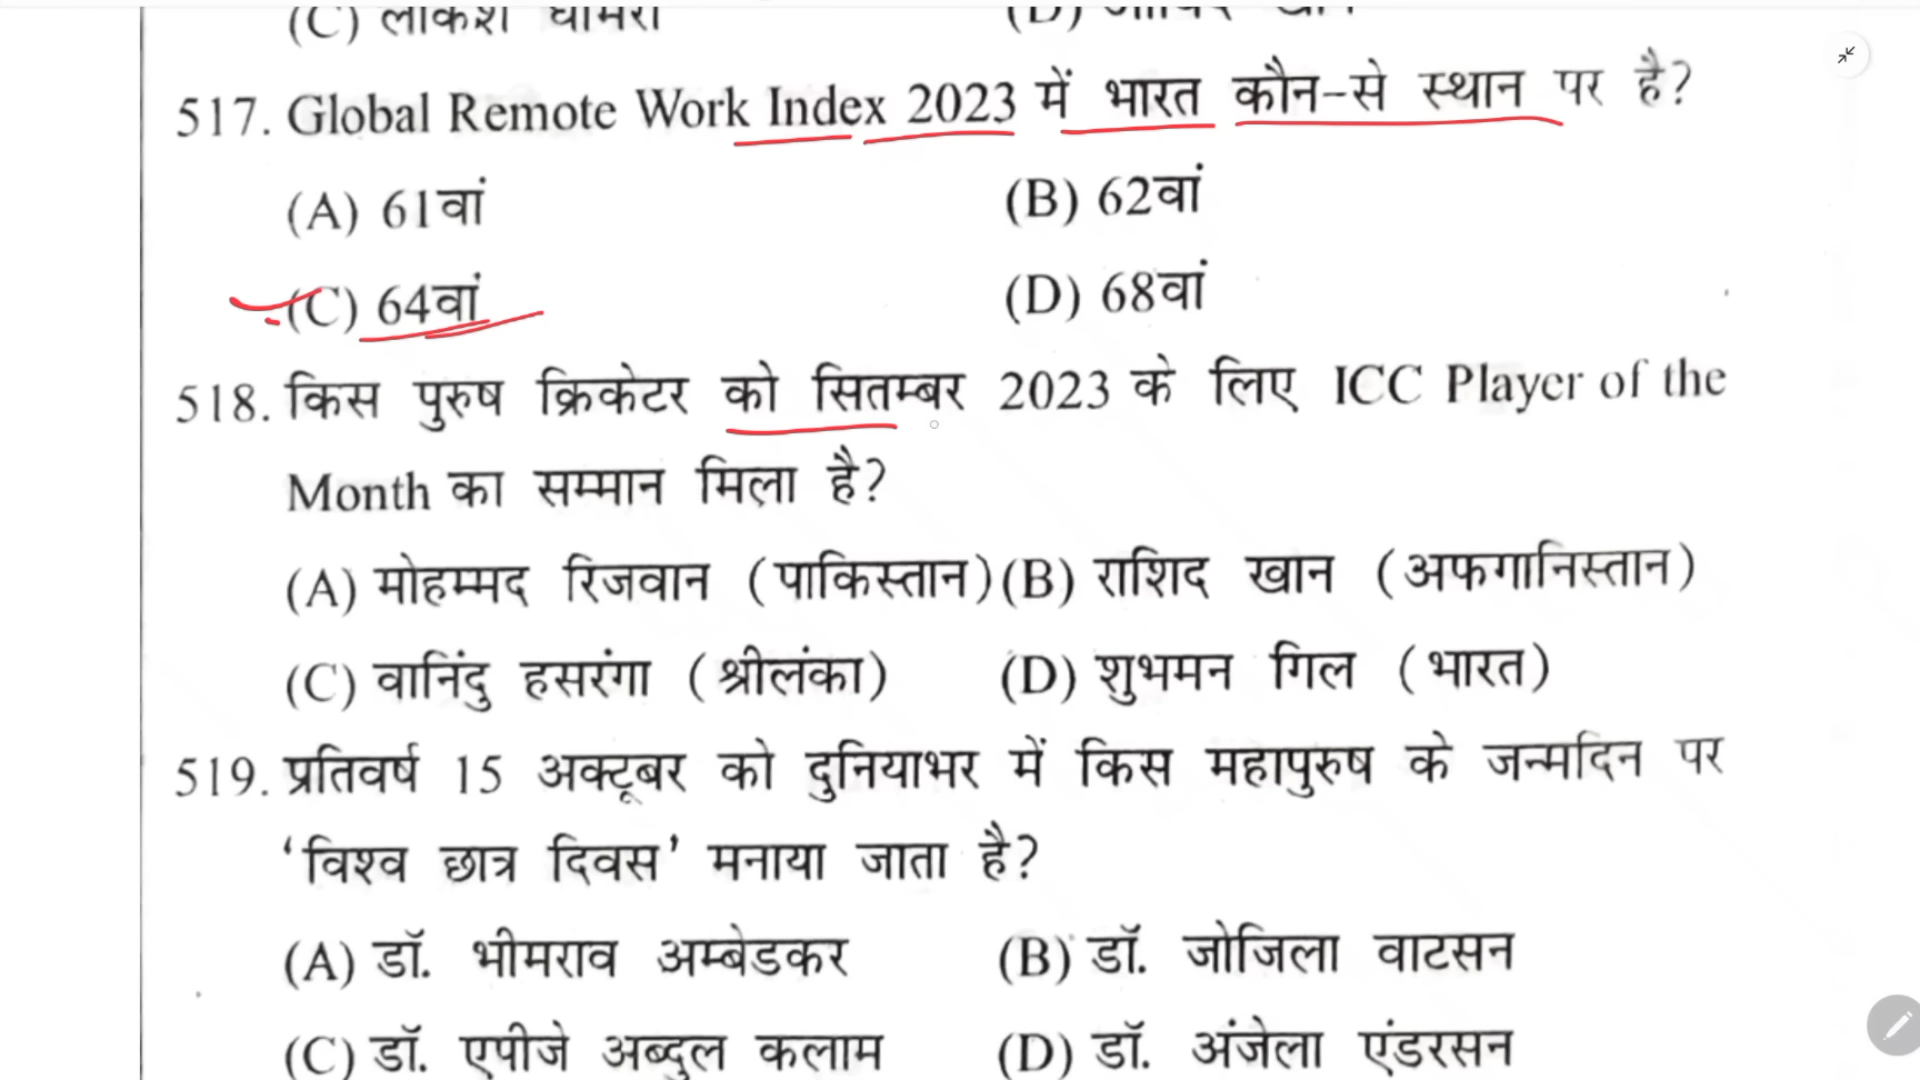 (C) लोकेश
517. Global Remote Work Index 2023 में भारत कौन-से स्थान पर है?
(A) 61वां (B) 62वां
(C) 64वां (D) 68वां
518. किस पुरुष क्रिकेटर को सितम्बर 2023 के लिए ICC Player of the
Month का सम्मान मिला है?
(A) मोहम्मद रिजवान (पाकिस्तान) (B) राशिद खान (अफगानिस्तान)
(C) वानिंदु हसरंगा (श्रीलंका) (D) शुभमन गिल (भारत)
519. प्रतिवर्ष 15 अक्टूबर को दुनियाभर में किस महापुरुष के जन्मदिन पर
‘विश्व छात्र दिवस’ मनाया जाता है?
(A) डॉ. भीमराव अम्बेडकर (B) डॉ. जोजिला वाटसन
(C) डॉ. एपीजे अब्दुल कलाम (D) डॉ. अंजेला एंडरसन